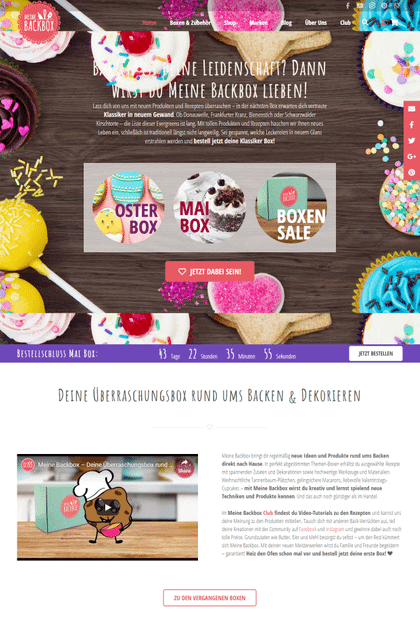 MEINE
BACKBOX
Home
Boxen & Zubehör
Shop
Marken
Blog
Über Uns
Club
Leidenschaft? Dann
wirst Du Meine Backbox lieben!
Lass dich von uns mit neuen Produkten und Rezepten überraschen – in der nächsten Box erwarten dich vertraute
Klassiker in neuem Gewand. Ob Donauwelle, Frankfurter Kranz, Bienenstich oder Schwarzwälder
Kirschtorte – die Liste dieser Evergreens ist lang. Mit tollen Produkten und Rezepten hauchen wir ihnen neues
Leben ein, schließlich ist traditionell längst nicht langweilig. Sei gespannt, welche Leckereien in neuem Glanz
erstrahlen werden und bestell jetzt deine Klassiker Box!
OSTER
BOX
MAI
BOX
BOXEN
SALE
JETZT DABEI SEIN!
Bestellschluss Mai Box:
43 Tage
22 Stunden
35 Minuten
55 Sekunden
JETZT BESTELLEN
Deine Überraschungsbox rund ums Backen & Dekorieren
Meine Backbox – Deine Überraschungsbox rund ...
Share
Meine Backbox bringt dir regelmäßig neue Ideen und Produkte rund ums Backen
direkt nach Hause. In perfekt abgestimmten Themen-Boxen erhältst du ausgewählte Rezepte
mit spannenden Zutaten und Dekorationen sowie hochwertige Werkzeuge und Materialien.
Weihnachtliche Tannenbaum-Plätzchen, gelingsichere Macarons, liebevolle Valentinstags-
Cupcakes – mit Meine Backbox wirst du kreativ und lernst spielend neue
Techniken und Produkte kennen. Und das auch noch günstiger als im Handel.
Im Meine Backbox Club findest du Video-Tutorials zu den Rezepten und kannst uns
deine Meinung zu den Produkten mitteilen. Tausch dich mit anderen Back-Verrückten aus, teil
deine Kreationen mit der Community auf Facebook und Instagram und gewinne dabei auch noch
tolle Preise. Grundzutaten wie Butter, Eier und Mehl besorgst du selbst – um den Rest kümmert
sich Meine Backbox. Mit deinen neuen Meisterwerken wirst du Familie und Freunde begeistern
– garantiert! Heiz den Ofen schon mal vor und bestell jetzt deine erste Box!
ZU DEN VERGANGENEN BOXEN